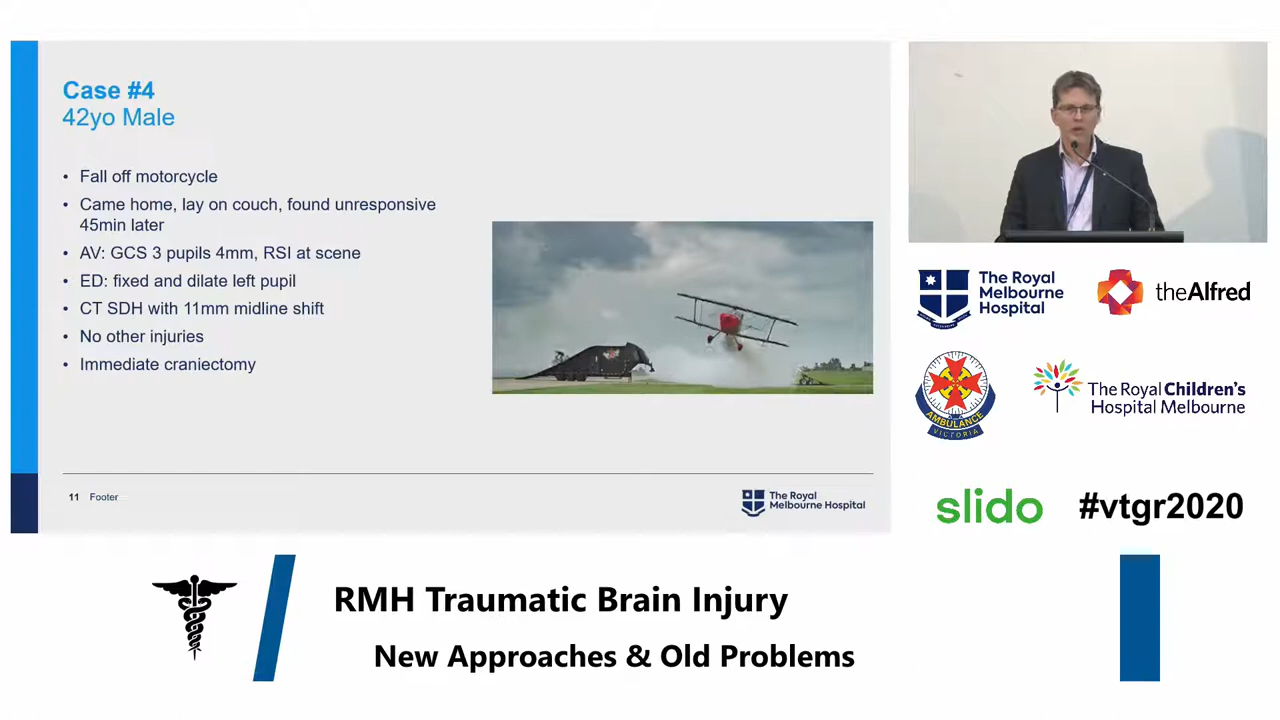 Case #4
42yo Male
• Fall off motorcycle
• Came home, lay on couch, found unresponsive
45min later
• AV: GCS 3 pupils 4mm, RSI at scene
• ED: fixed and dilate left pupil
• CT SDH with 11mm midline shift
• No other injuries
• Immediate craniectomy
11 Footer
The Royal
Melbourne Hospital
The Royal
Melbourne
Hospital
theAlfred
AMBULANCE
VICTORIA
The Royal Children's
Hospital Melbourne
slido
#vtgr2020
RMH Traumatic Brain Injury
New Approaches & Old Problems